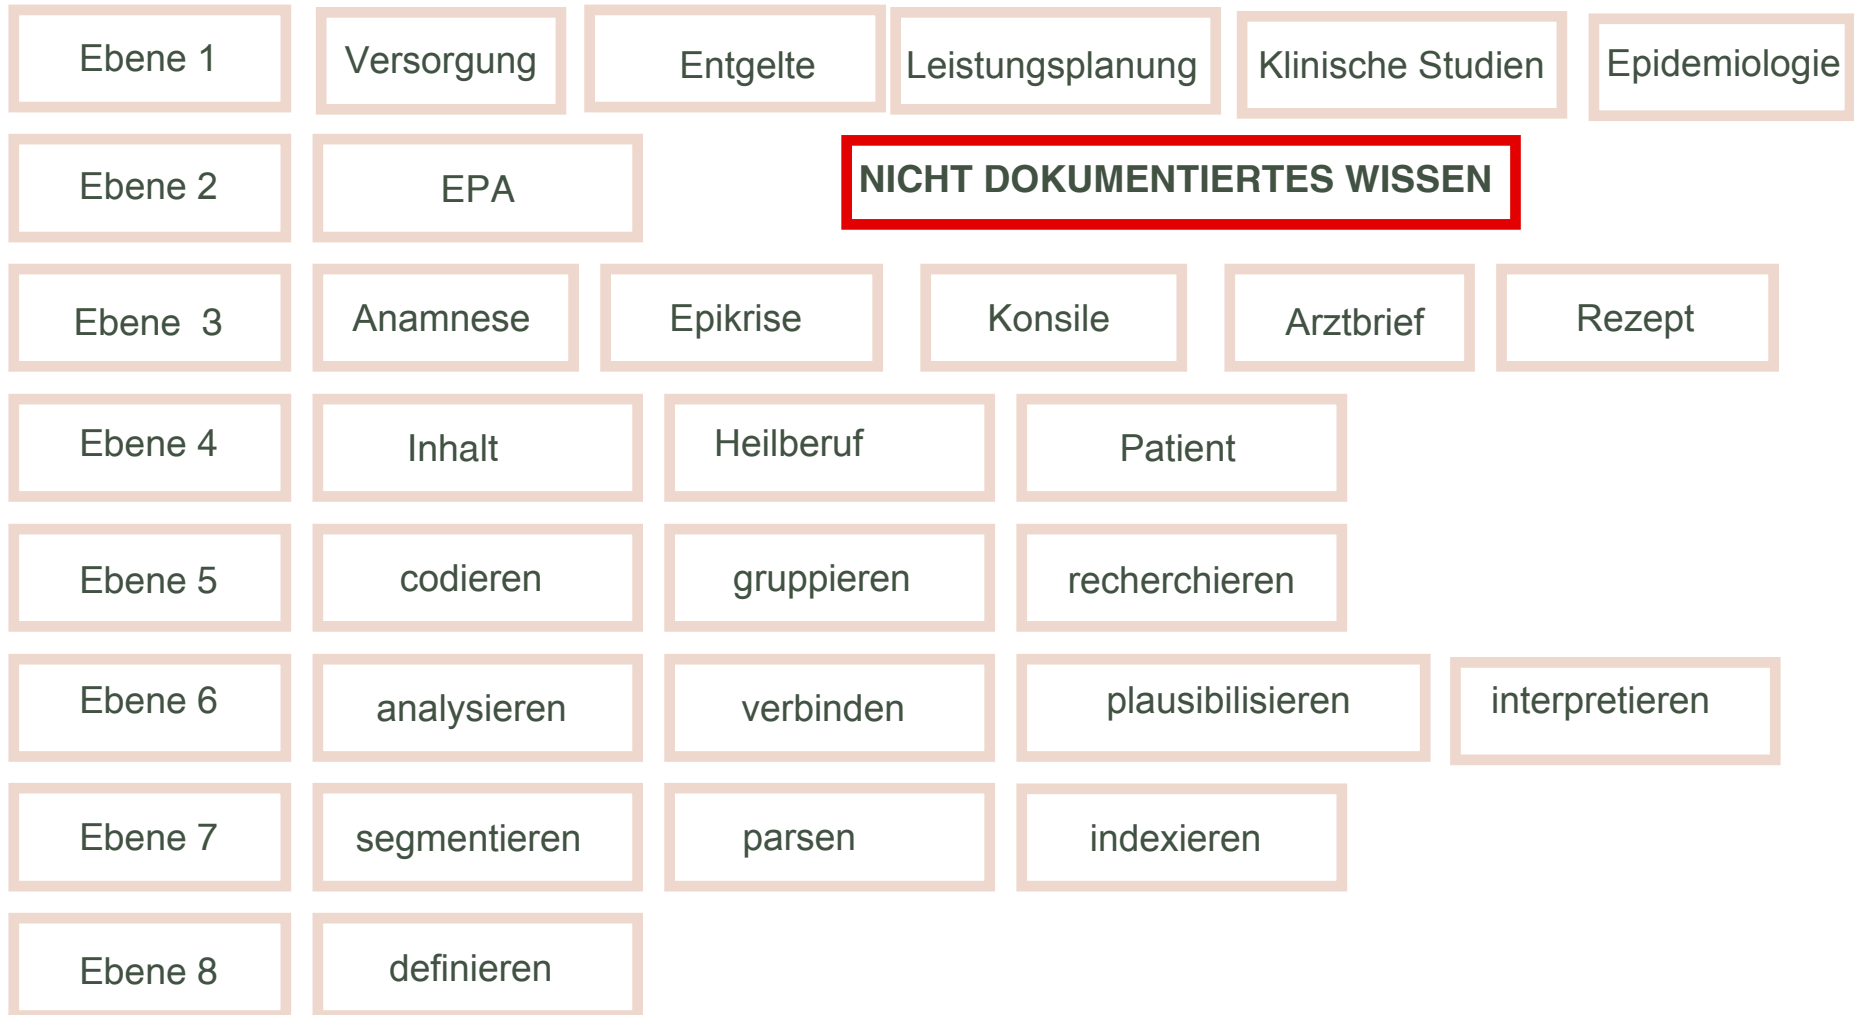 Ebene 1 Versorgung Entgelte Leistungsplanung Klinische Studien Epidemiologie
Ebene 2 EPA NICHT DOKUMENTIERTES WISSEN
Ebene 3 Anamnese Epikrise Konsile Arztbrief Rezept
Ebene 4 Inhalt Heilberuf Patient
Ebene 5 codieren gruppieren recherchieren
Ebene 6 analysieren verbinden plausibilisieren interpretieren
Ebene 7 segmentieren parsen indexieren
Ebene 8 definieren